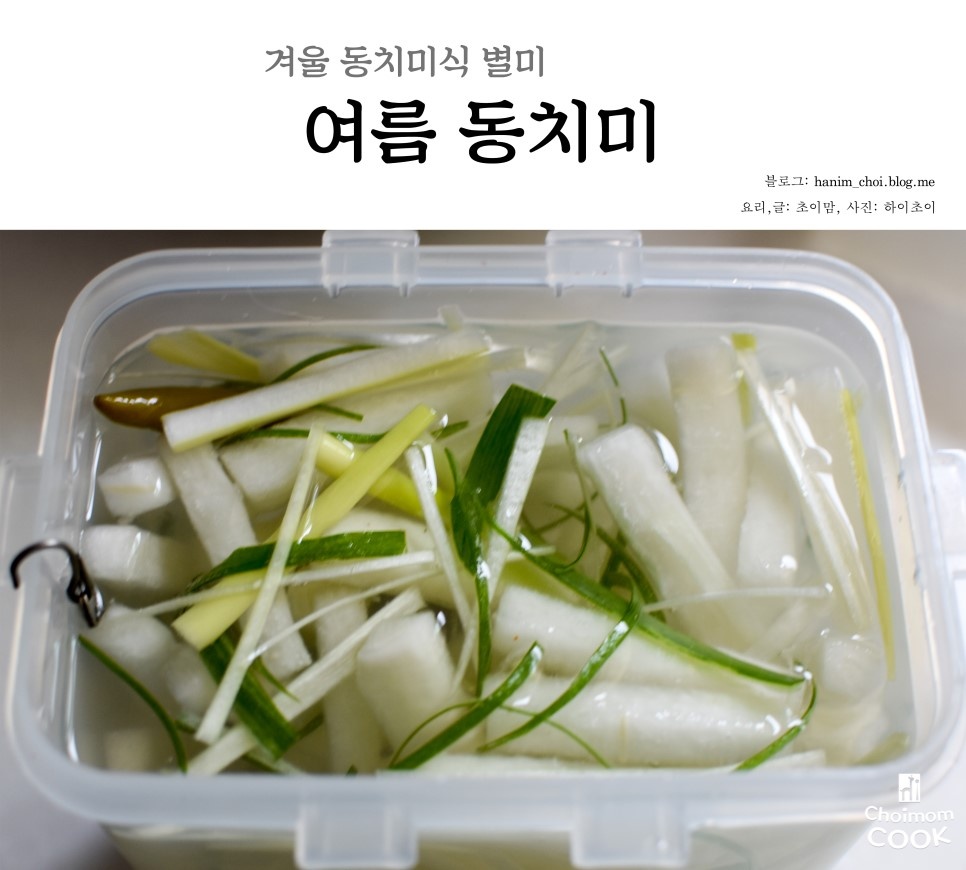 겨울 동치미식 별미
여름 동치미
블로그: hanim_choi.blog.me
요리,글: 초이맘, 사진: 하이초이
Hi
Choimom
COOK